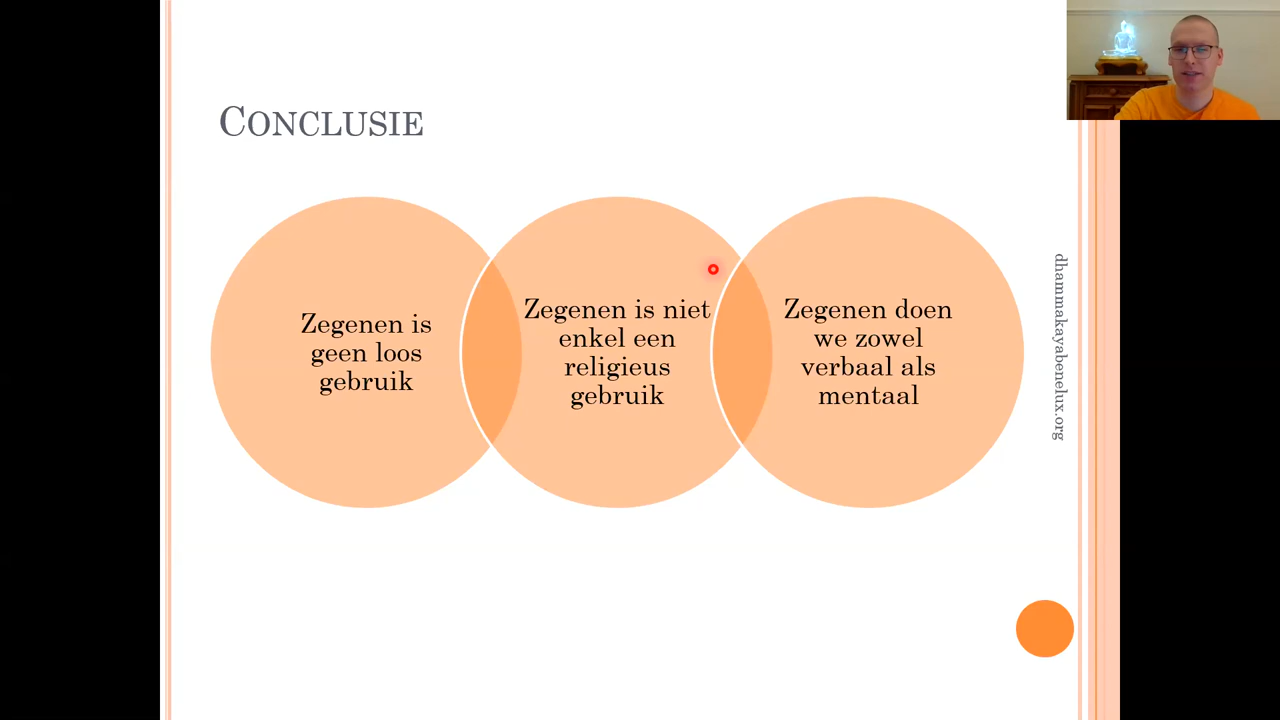 CONCLUSIE
Zegenen is
geen loos
gebruik
Zegenen is niet
enkel een
religieus
gebruik
Zegenen doen
we zowel
verbaal als
mentaal
dhammakayabenelux.org